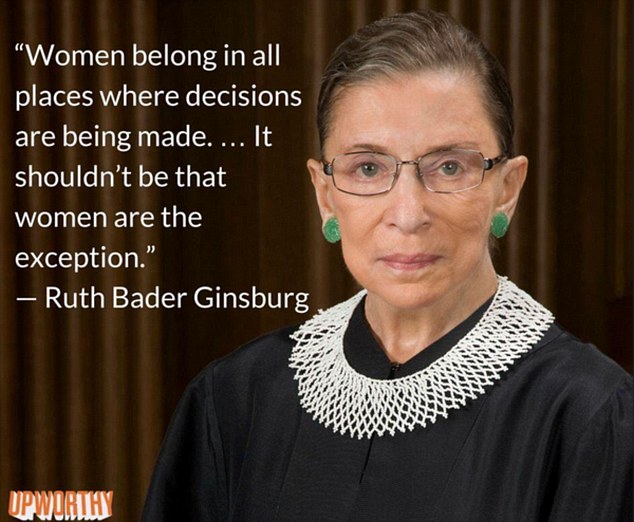 “Women belong in all
places where decisions
are being made. … It
shouldn’t be that
women are the
exception.”
— Ruth Bader Ginsburg
UPWORTHY